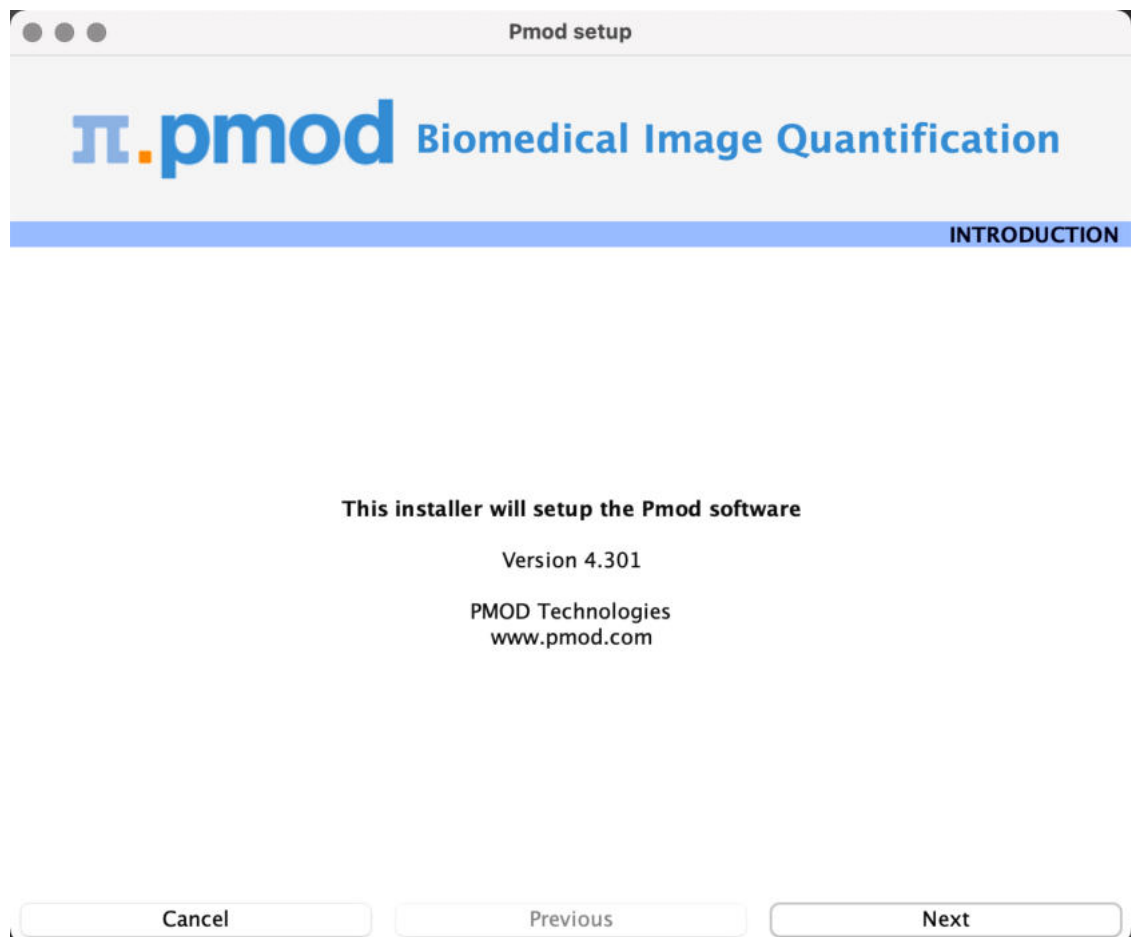 Pmod setup
π.pmod Biomedical Image Quantification
INTRODUCTION
This installer will setup the Pmod software
Version 4.301
PMOD Technologies
www.pmod.com
Cancel Previous Next